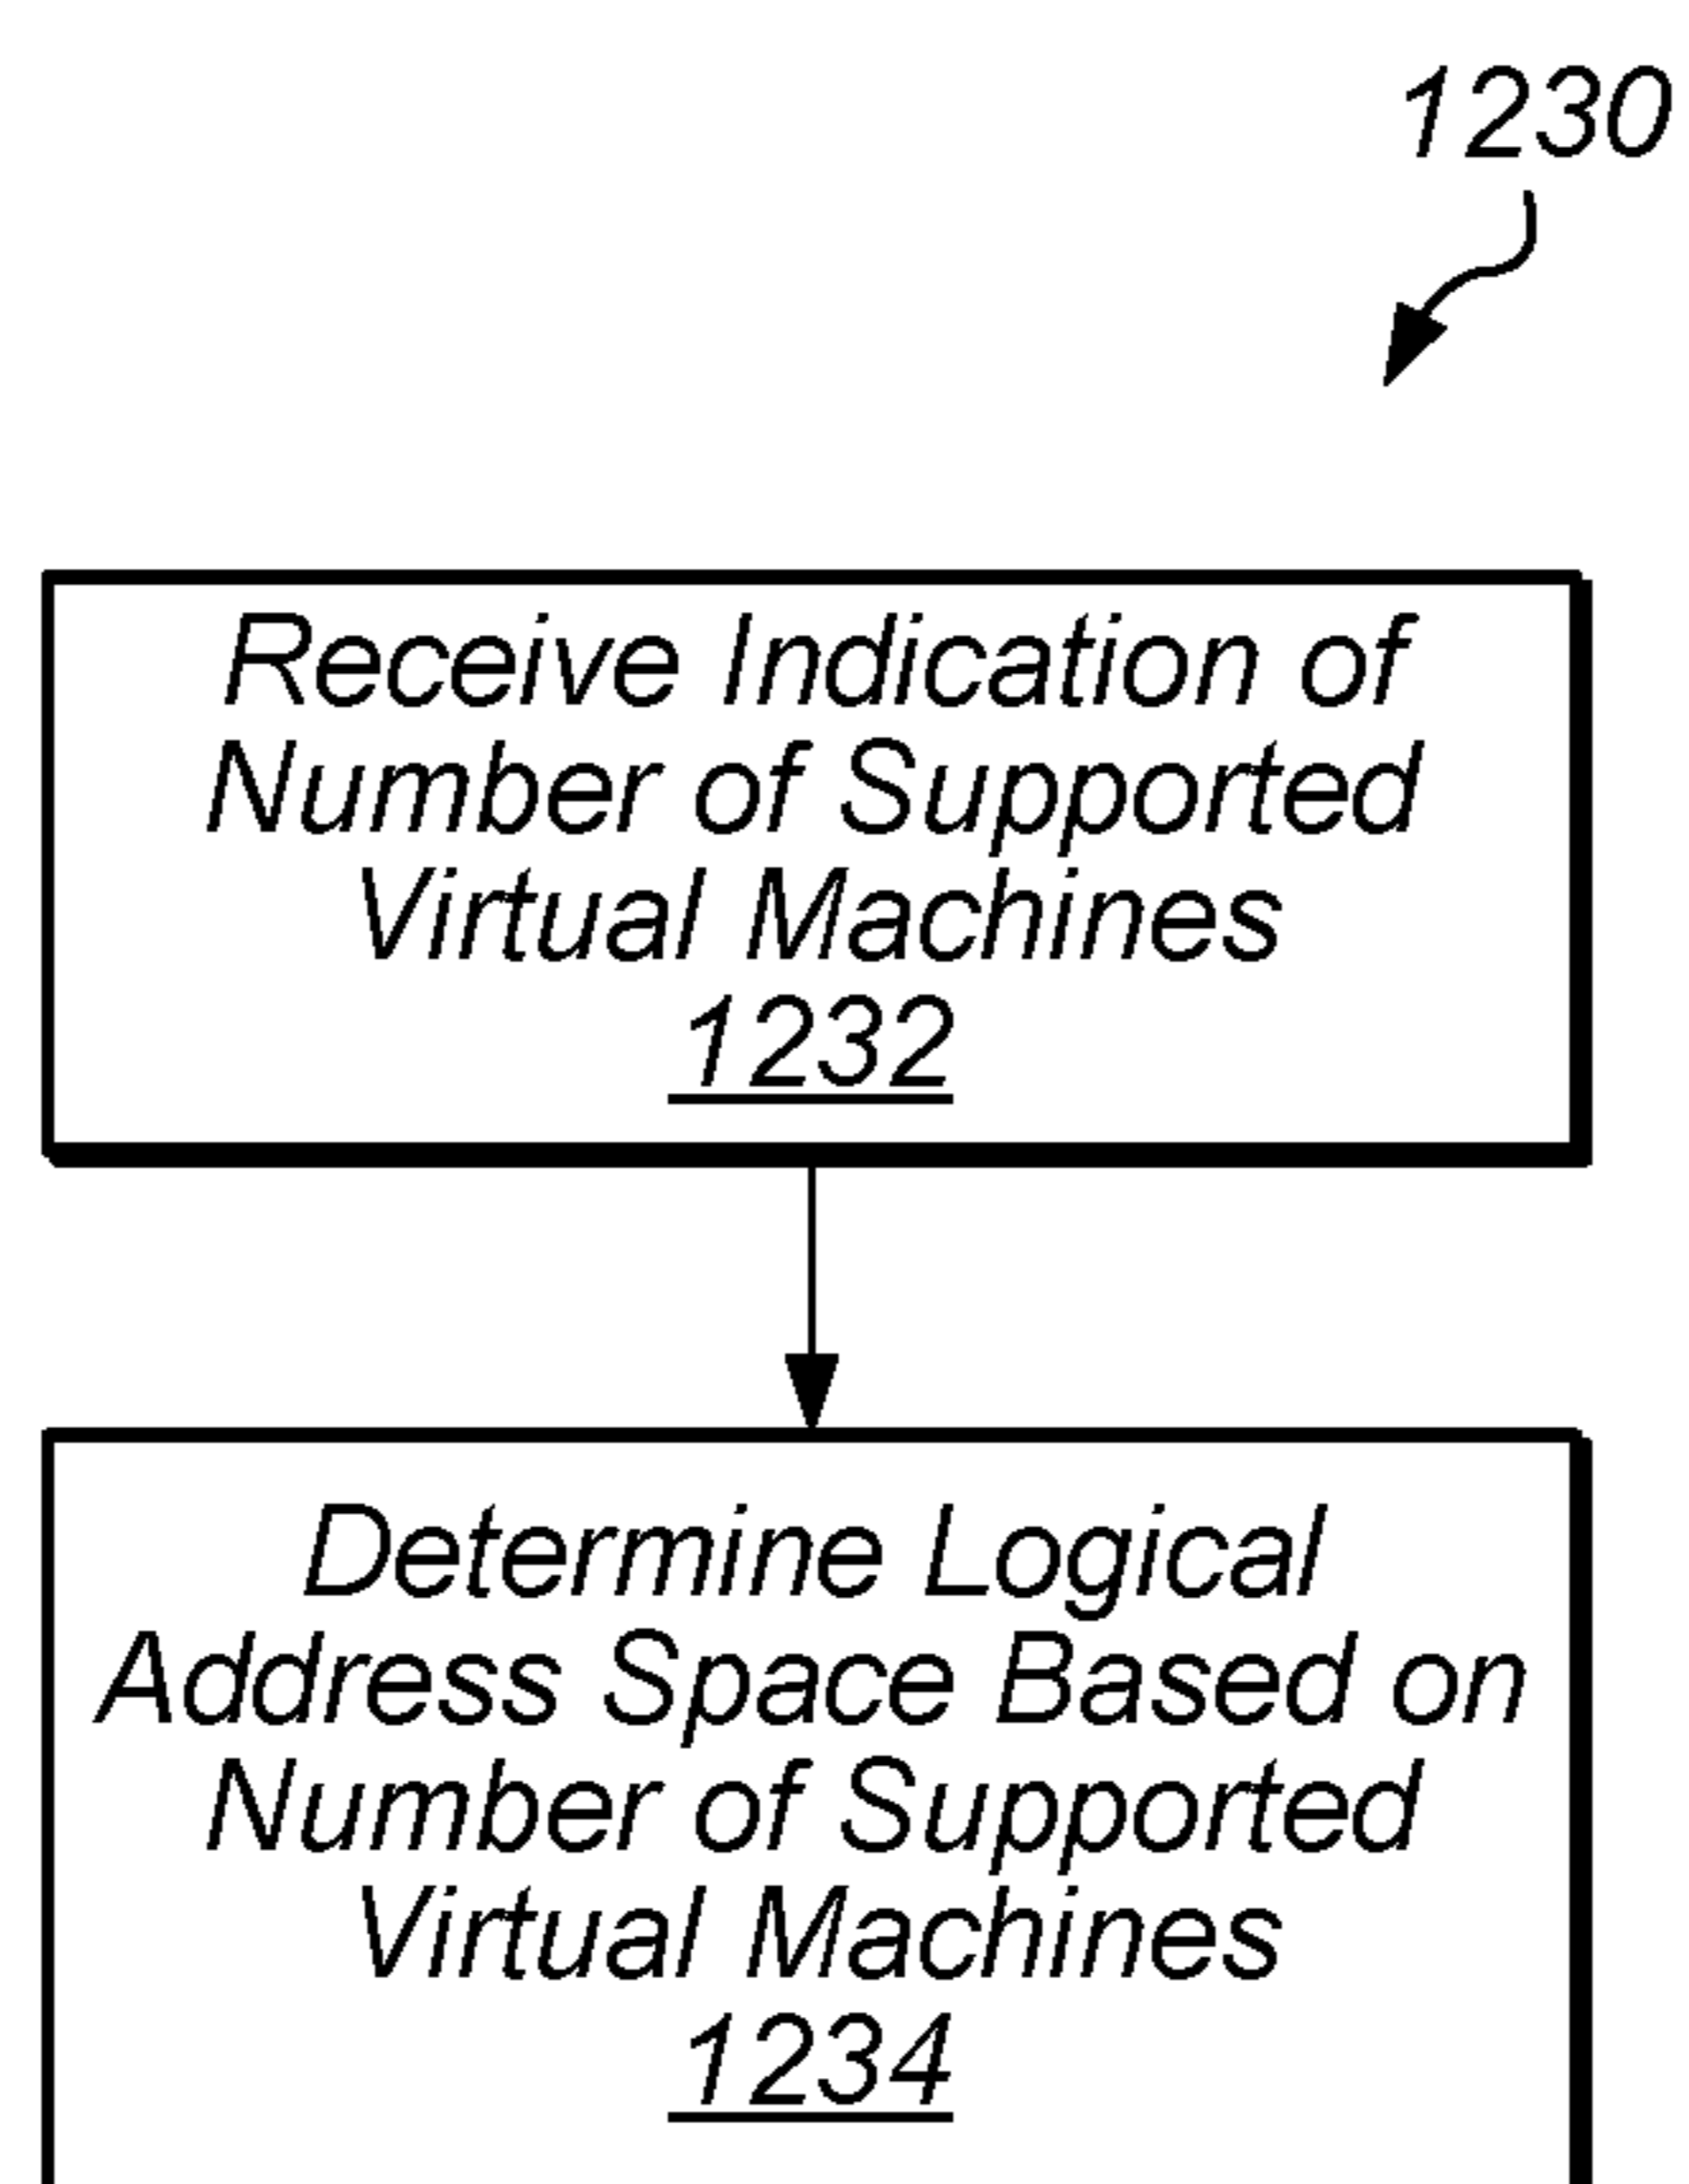 1230
Receive Indication of
Number of Supported
Virtual Machines
1232
Determine Logical
Address Space Based on
Number of Supported
Virtual Machines
1234